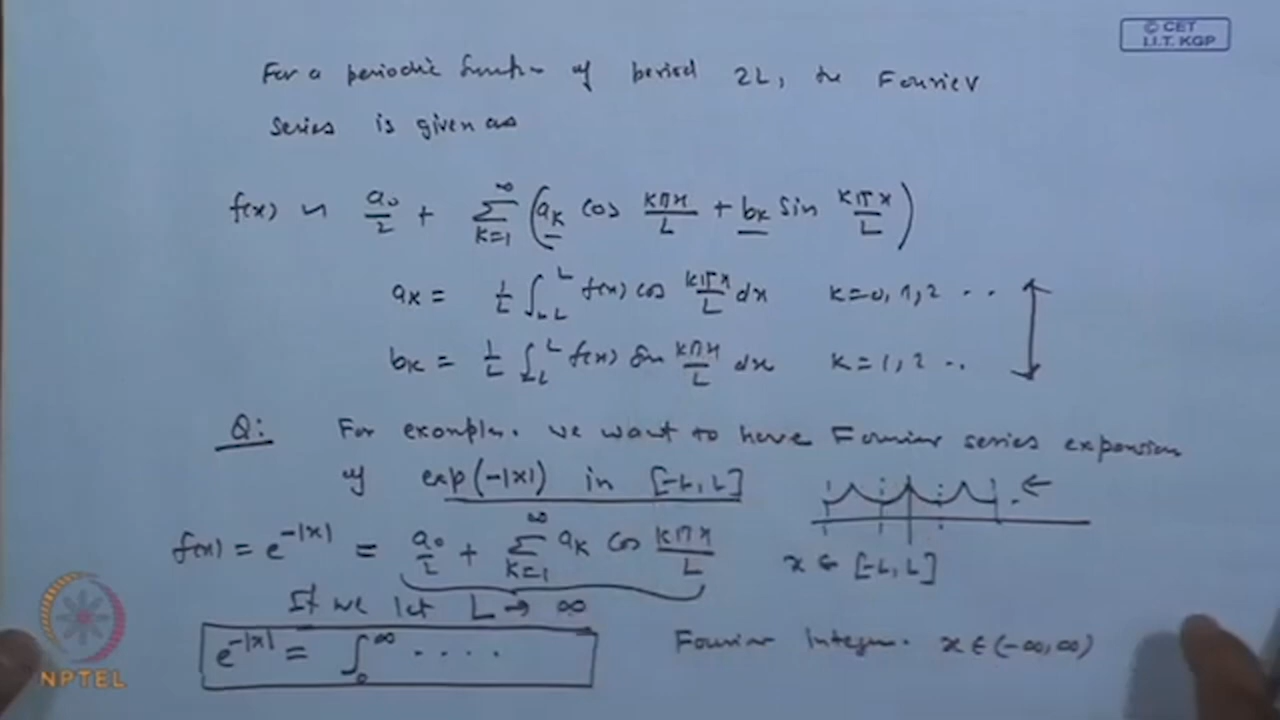 © CET
I.I.T. KGP
For a periodic function of period 2L, the Fourier
series is given as
f(x) ~ a₀/2 + ∑_{k=1}^{∞} (a_k cos kπx/L + b_k sin kπx/L)
a_k = 1/L ∫_{-L}^{L} f(x) cos kπx/L dx k=0,1,2 ...
b_k = 1/L ∫_{-L}^{L} f(x) sin kπx/L dx k=1,2 ..
Q: For example. we want to have Fourier series expansion
of exp(-|x|) in [-L, L]
f(x) = e^{-|x|} = a₀/2 + ∑_{k=1}^{∞} a_k cos kπx/L x ∈ [-L, L]
If we let L → ∞
e^{-|x|} = ∫_0^∞ ..... Fourier Integral. x ∈ (-∞, ∞)
NPTEL